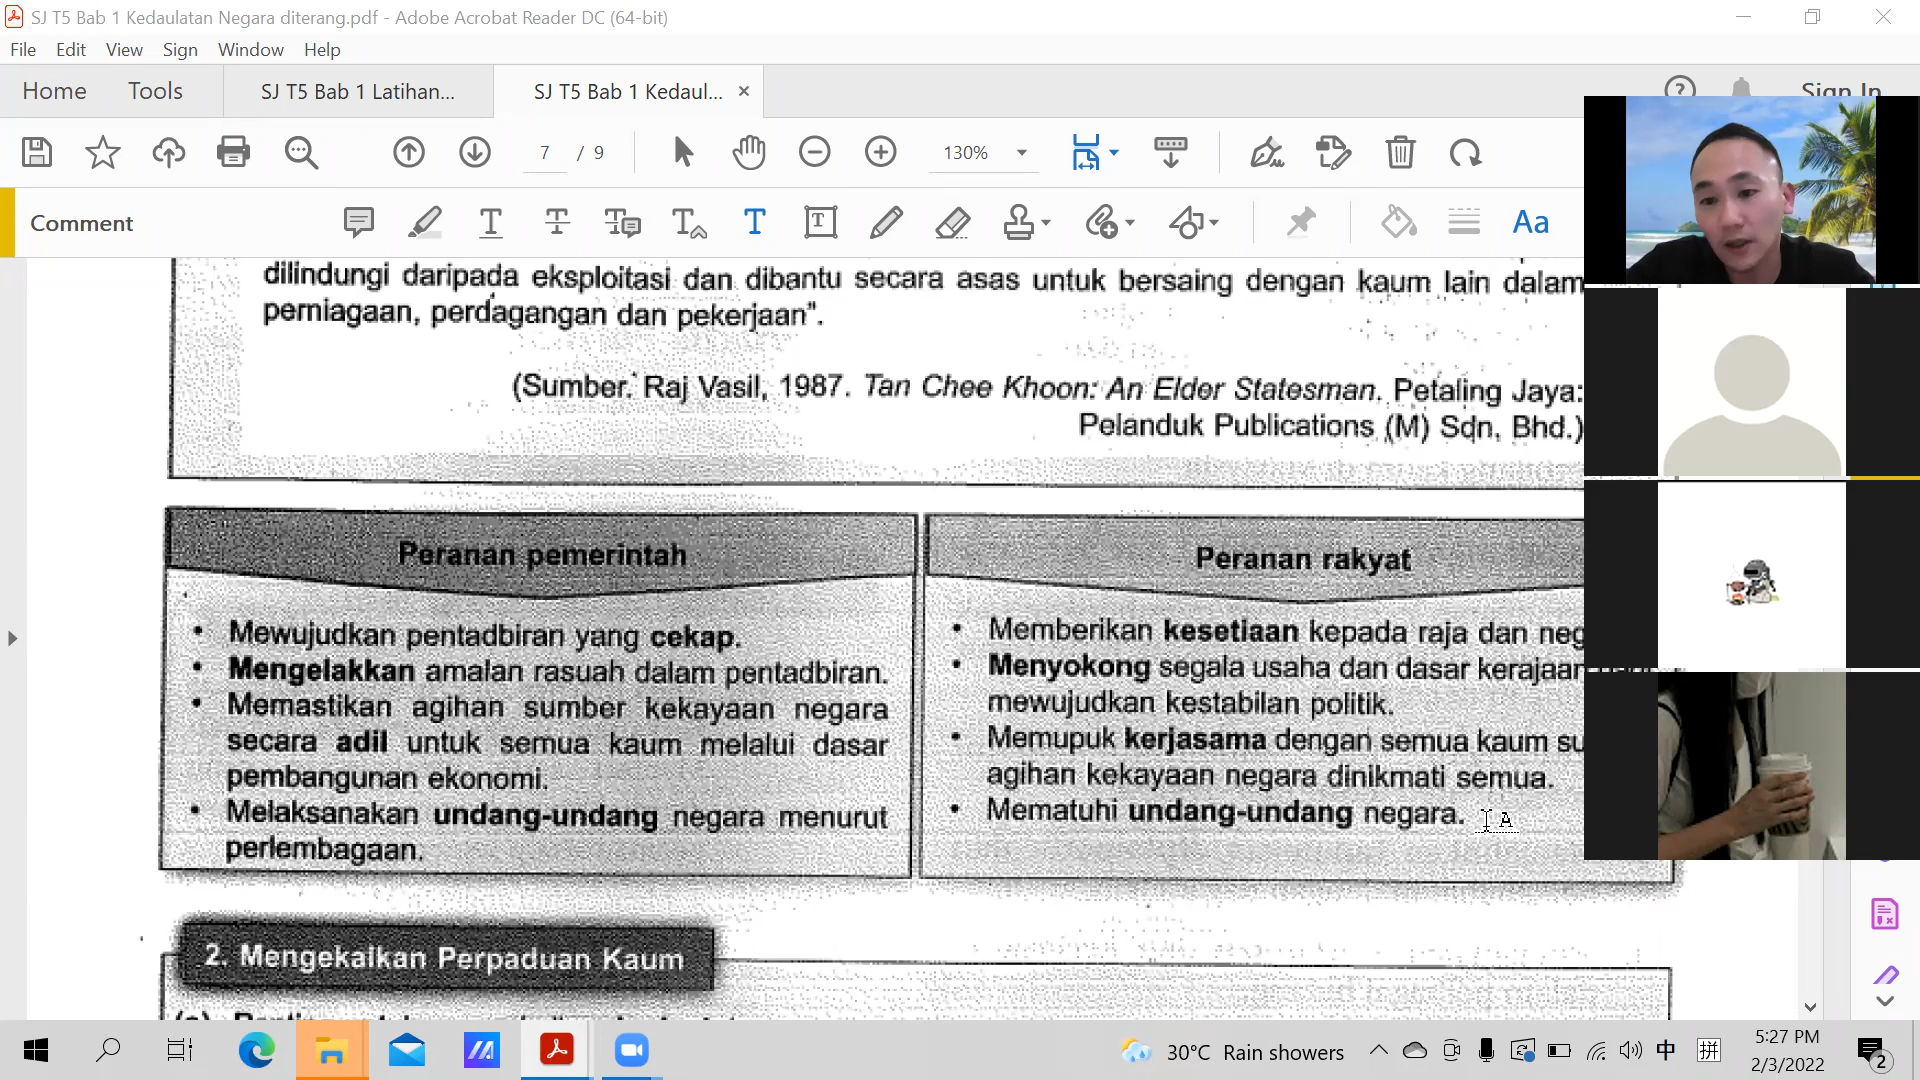 SJ T5 Bab 1 Kedaulatan Negara diterang.pdf - Adobe Acrobat Reader DC (64-bit)
File Edit View Sign Window Help
Home Tools SJ T5 Bab 1 Latihan... SJ T5 Bab 1 Kedaul... × Sign In
7 / 9 130%
Comment
Aa
dilindungi daripada eksploitasi dan dibantu secara asas untuk bersaing dengan kaum lain dalam
perniagaan, perdagangan dan pekerjaan".
(Sumber: Raj Vasil, 1987. Tan Chee Khoon: An Elder Statesman. Petaling Jaya:
Pelanduk Publications (M) Sdn. Bhd.)
Peranan pemerintah
• Mewujudkan pentadbiran yang cekap.
• Mengelakkan amalan rasuah dalam pentadbiran.
• Memastikan agihan sumber kekayaan negara
secara adil untuk semua kaum melalui dasar
pembangunan ekonomi.
• Melaksanakan undang-undang negara menurut
perlembagaan.
Peranan rakyat
• Memberikan kesetiaan kepada raja dan neg
• Menyokong segala usaha dan dasar kerajaan
mewujudkan kestabilan politik.
• Memupuk kerjasama dengan semua kaum su
agihan kekayaan negara dinikmati semua.
• Mematuhi undang-undang negara.
2. Mengekalkan Perpaduan Kaum
30°C Rain showers 中 拼 5:27 PM
2/3/2022 2